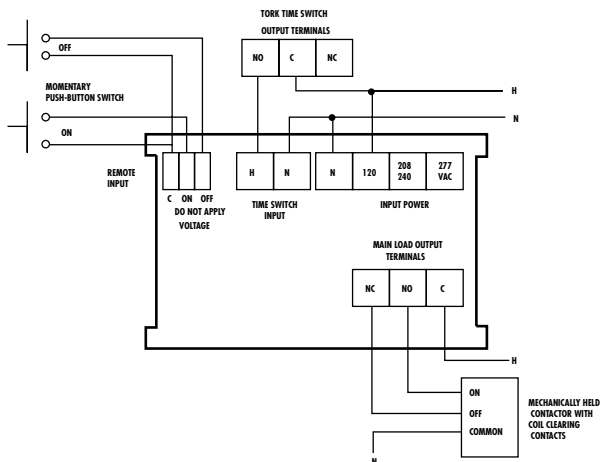 TORK TIME SWITCH
OUTPUT TERMINALS
NO C NC
OFF
MOMENTARY
PUSH-BUTTON SWITCH
ON
H
N
REMOTE
INPUT
C ON OFF
DO NOT APPLY
VOLTAGE
H N
TIME SWITCH
INPUT
N 120 208
240 277
VAC
INPUT POWER
MAIN LOAD OUTPUT
TERMINALS
NC NO C
H
ON
OFF
COMMON
MECHANICALLY HELD
CONTACTOR WITH
COIL CLEARING
CONTACTS
N